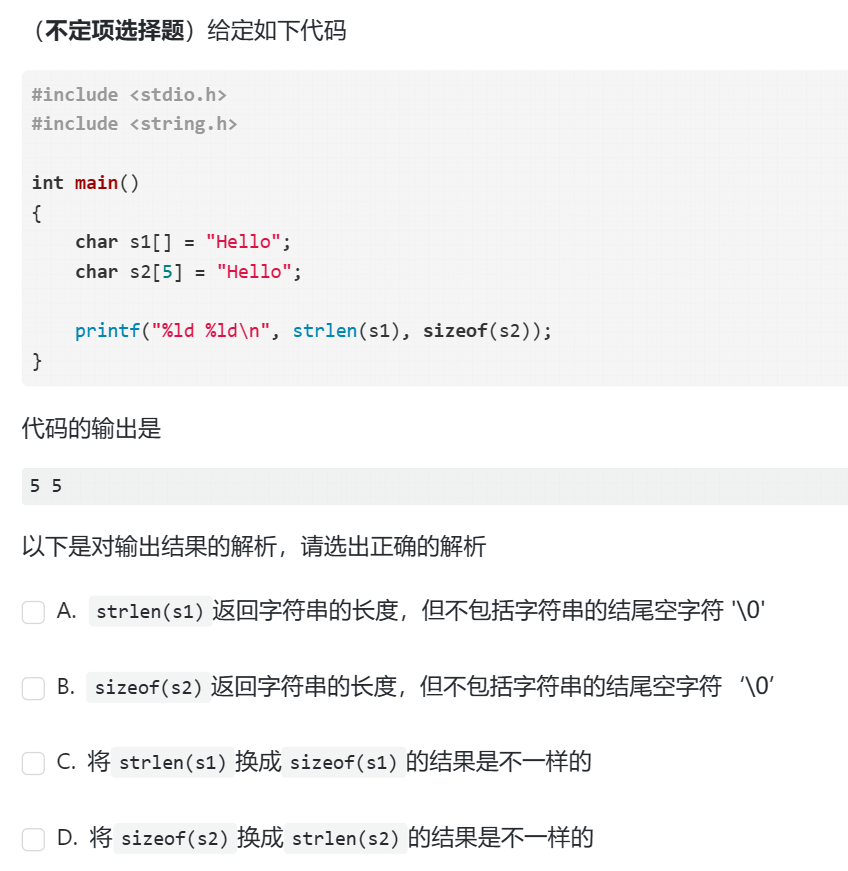 （不定项选择题）给定如下代码
#include <stdio.h>
#include <string.h>
int main()
{
    char s1[] = "Hello";
    char s2[5] = "Hello";
    printf("%ld %ld\n", strlen(s1), sizeof(s2));
}
代码的输出是
5 5
以下是对输出结果的解析，请选出正确的解析
A. strlen(s1) 返回字符串的长度，但不包括字符串的结尾空字符 '\0'
B. sizeof(s2) 返回字符串的长度，但不包括字符串的结尾空字符 ‘\0’
C. 将 strlen(s1) 换成 sizeof(s1) 的结果是不一样的
D. 将 sizeof(s2) 换成 strlen(s2) 的结果是不一样的